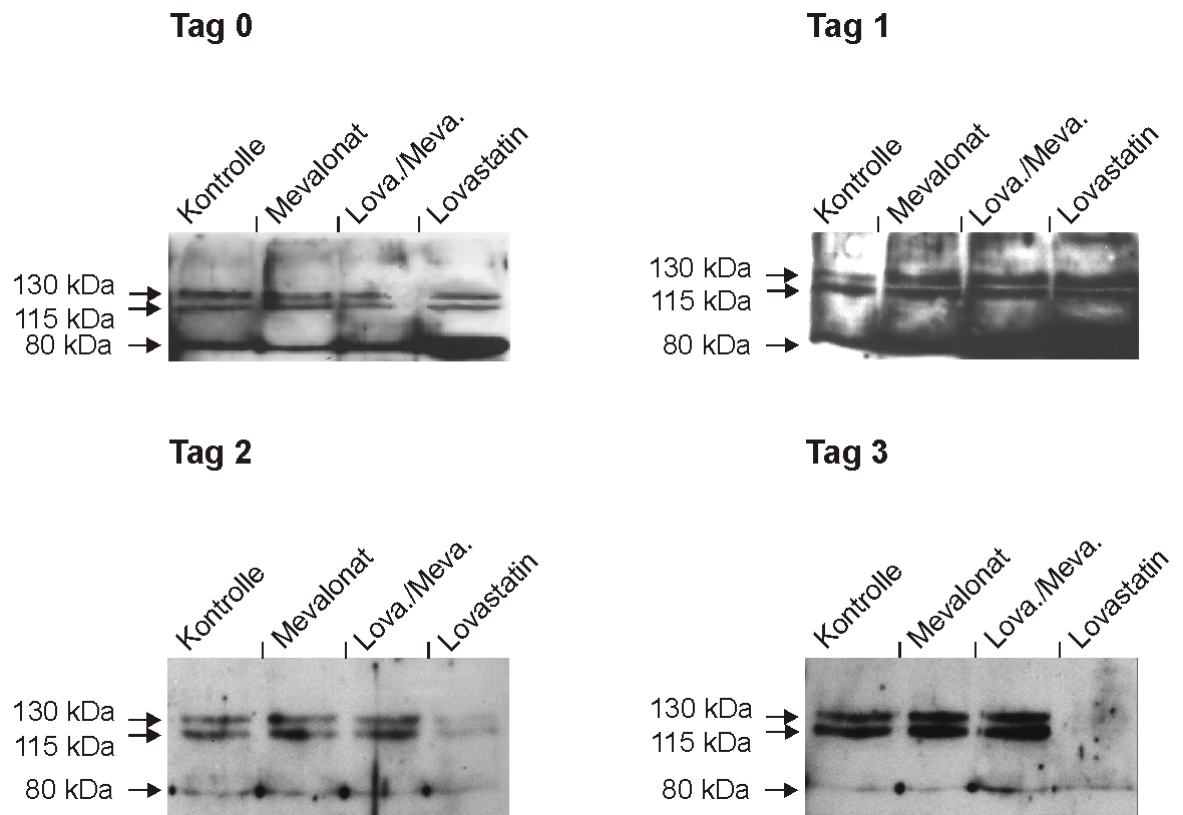 Tag 0
Kontrolle
Mevalonat
Lova./Meva.
Lovastatin
130 kDa
115 kDa
80 kDa
Tag 1
Kontrolle
Mevalonat
Lova./Meva.
Lovastatin
130 kDa
115 kDa
80 kDa
Tag 2
Kontrolle
Mevalonat
Lova./Meva.
Lovastatin
130 kDa
115 kDa
80 kDa
Tag 3
Kontrolle
Mevalonat
Lova./Meva.
Lovastatin
130 kDa
115 kDa
80 kDa